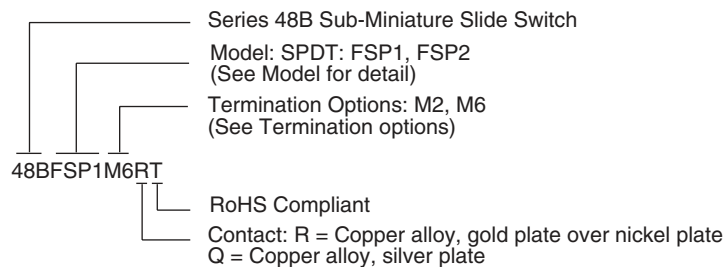 Series 48B Sub-Miniature Slide Switch
Model: SPDT: FSP1, FSP2
(See Model for detail)
Termination Options: M2, M6
(See Termination options)
48BFSP1M6RT
RoHS Compliant
Contact: R = Copper alloy, gold plate over nickel plate
Q = Copper alloy, silver plate